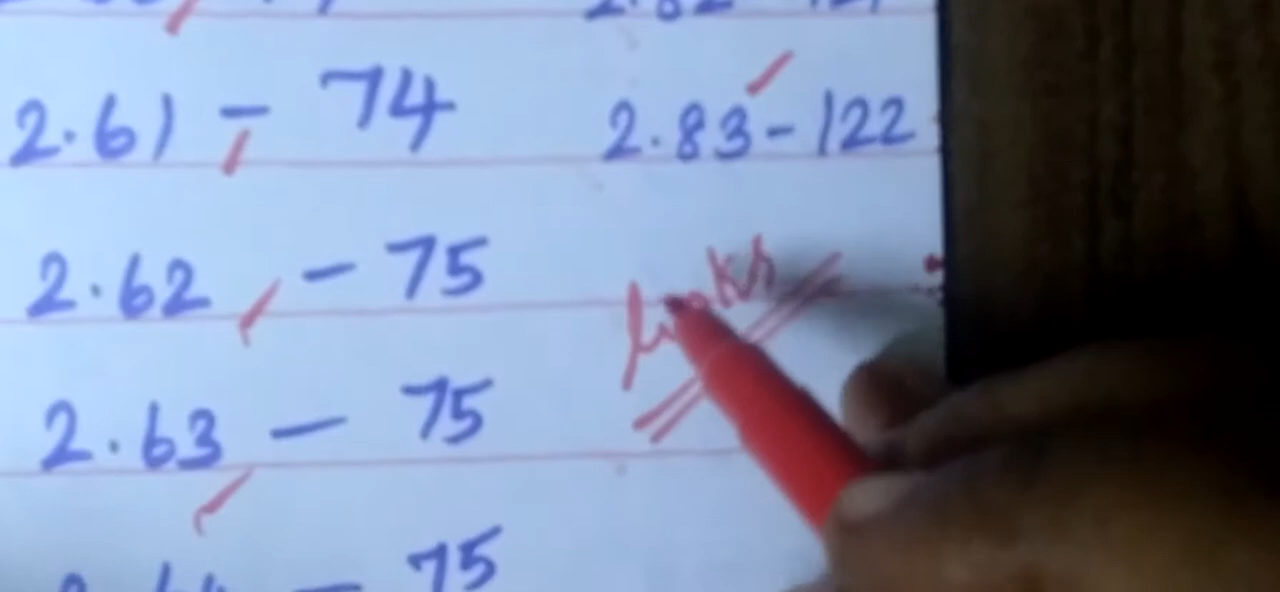 2.61 - 74
2.62 - 75
2.63 - 75
75
2.83 - 122